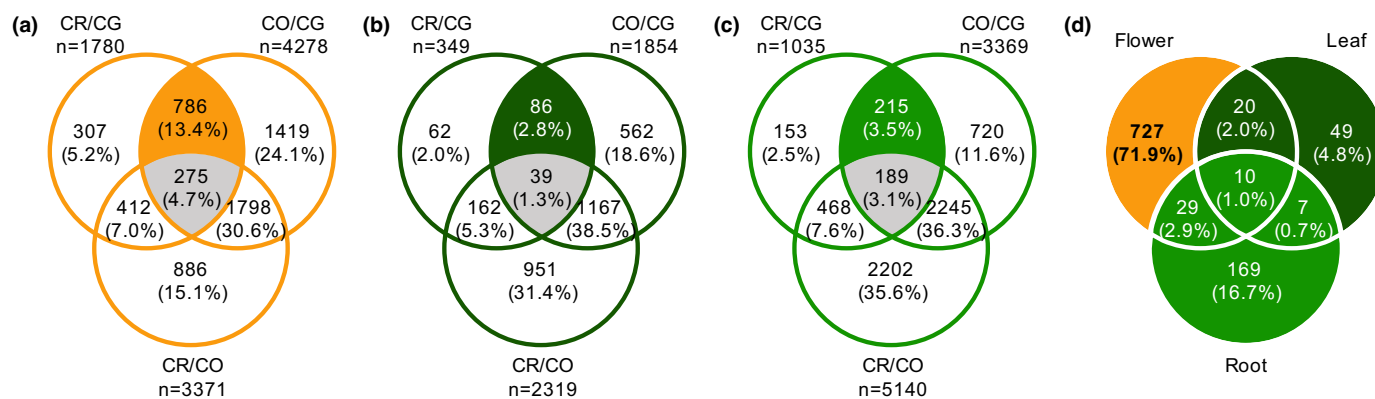 (a)
CR/CG
n=1780
CO/CG
n=4278
786
(13.4%)
307
(5.2%)
1419
(24.1%)
275
(4.7%)
412
(7.0%)
1798
(30.6%)
886
(15.1%)
CR/CO
n=3371
(b)
CR/CG
n=349
CO/CG
n=1854
86
(2.8%)
62
(2.0%)
562
(18.6%)
39
(1.3%)
162
(5.3%)
1167
(38.5%)
951
(31.4%)
CR/CO
n=2319
(c)
CR/CG
n=1035
CO/CG
n=3369
215
(3.5%)
153
(2.5%)
720
(11.6%)
189
(3.1%)
468
(7.6%)
2245
(36.3%)
2202
(35.6%)
CR/CO
n=5140
(d)
Flower
Leaf
20
(2.0%)
727
(71.9%)
49
(4.8%)
10
(1.0%)
29
(2.9%)
7
(0.7%)
169
(16.7%)
Root